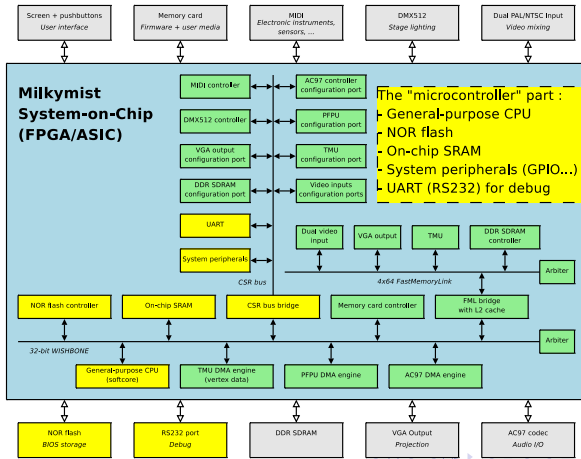 Screen + pushbuttons
User interface
Memory card
Firmware + user media
MIDI
Electronic instruments,
sensors, ...
DMX512
Stage lighting
Dual PAL/NTSC Input
Video mixing
Milkymist
System-on-Chip
(FPGA/ASIC)
MIDI controller
AC97 controller
configuration port
DMX512 controller
PFPU
configuration port
VGA output
configuration port
TMU
configuration port
DDR SDRAM
configuration port
Video inputs
configuration ports
UART
System peripherals
CSR bus
The "microcontroller" part :
- General-purpose CPU
- NOR flash
- On-chip SRAM
- System peripherals (GPIO...)
- UART (RS232) for debug
Dual video
input
VGA output
TMU
DDR SDRAM
controller
4x64 FastMemoryLink
Arbiter
NOR flash controller
On-chip SRAM
CSR bus bridge
Memory card controller
FML bridge
with L2 cache
32-bit WISHBONE
Arbiter
General-purpose CPU
(softcore)
TMU DMA engine
(vertex data)
PFPU DMA engine
AC97 DMA engine
NOR flash
BIOS storage
RS232 port
Debug
DDR SDRAM
VGA Output
Projection
AC97 codec
Audio I/O